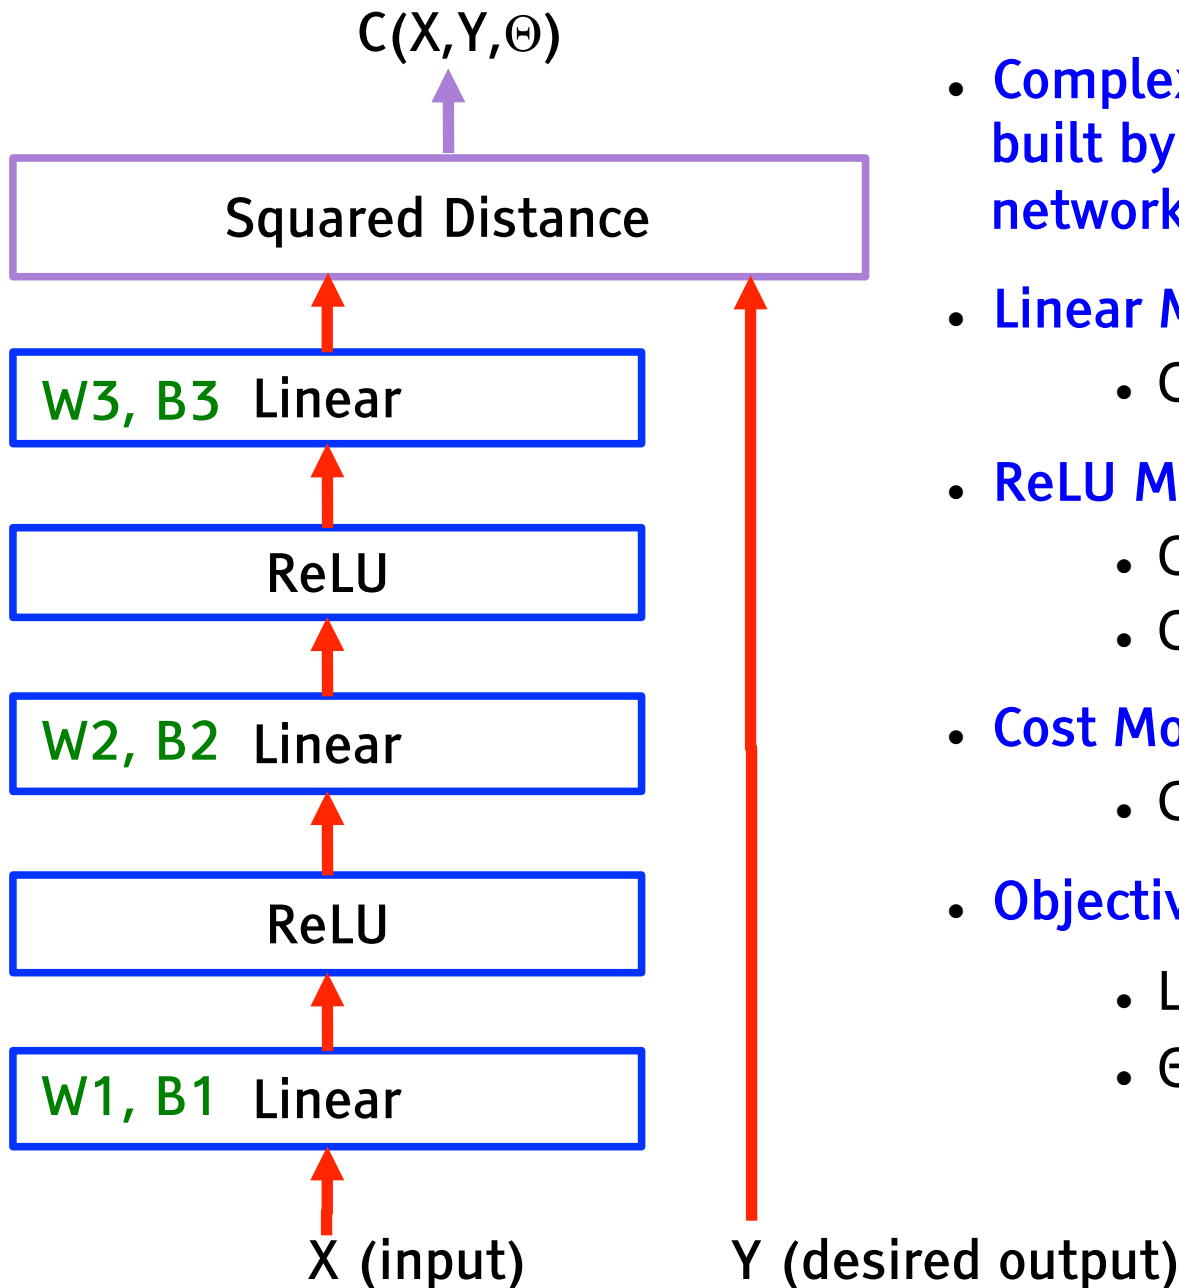 C(X,Y,Θ)
Squared Distance
W3, B3 Linear
ReLU
W2, B2 Linear
ReLU
W1, B1 Linear
X (input)
Y (desired output)
• Complex
built by
network
• Linear
•
• ReLU
•
•
• Cost
•
• Objectiv
• L
•